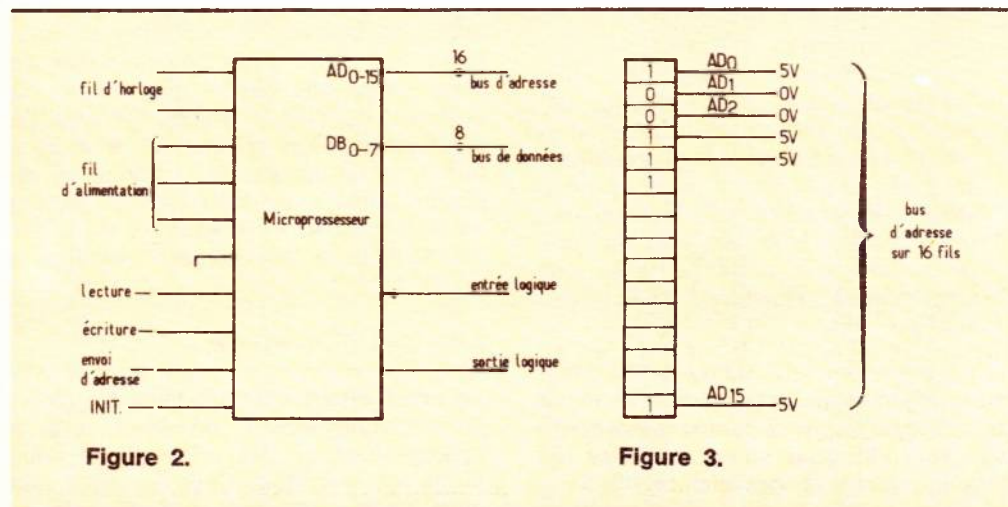 fil d'horloge
fil
d'alimentation
lecture
écriture
envoi
d'adresse
INIT.
AD0-15
DB0-7
Microprossesseur
16
bus d'adresse
8
bus de données
entrée logique
sortie logique
Figure 2.
1 AD0 5V
0 AD1 0V
0 AD2 0V
1 5V
1 5V
1
1 AD15 5V
bus
d'adresse
sur 16 fils
Figure 3.